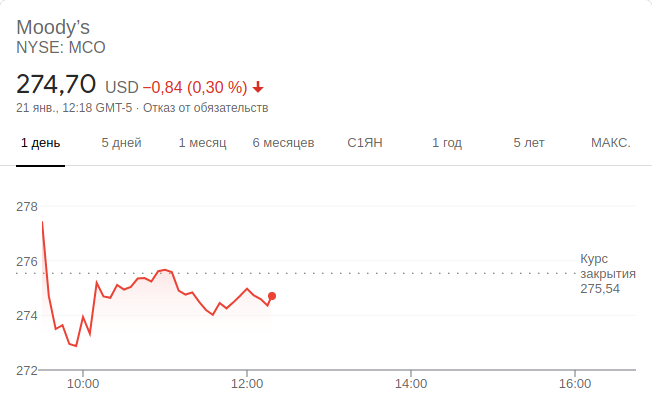 Moody’s
NYSE: MCO
274,70 USD −0,84 (0,30 %)
21 янв., 12:18 GMT-5 · Отказ от обязательств
1 день 5 дней 1 месяц 6 месяцев С1ЯН 1 год 5 лет МАКС.
278
276
Курс
закрытия
275,54
274
272
10:00 12:00 14:00 16:00